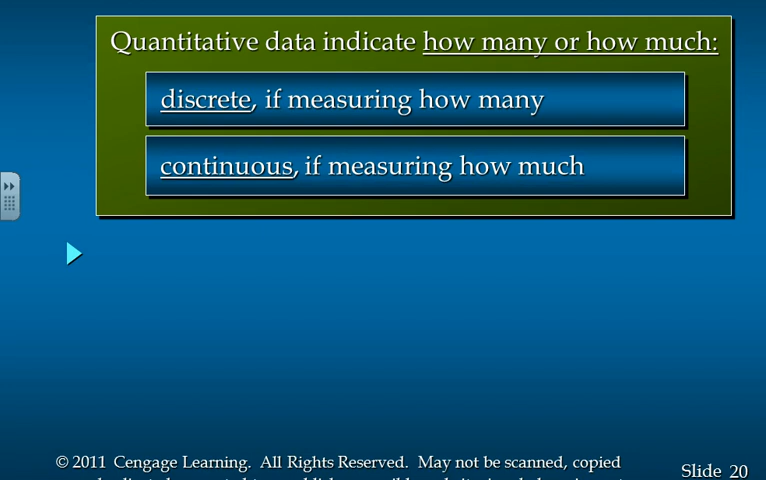 Quantitative data indicate how many or how much:
discrete, if measuring how many
continuous, if measuring how much
© 2011 Cengage Learning. All Rights Reserved. May not be scanned, copied
Slide 20